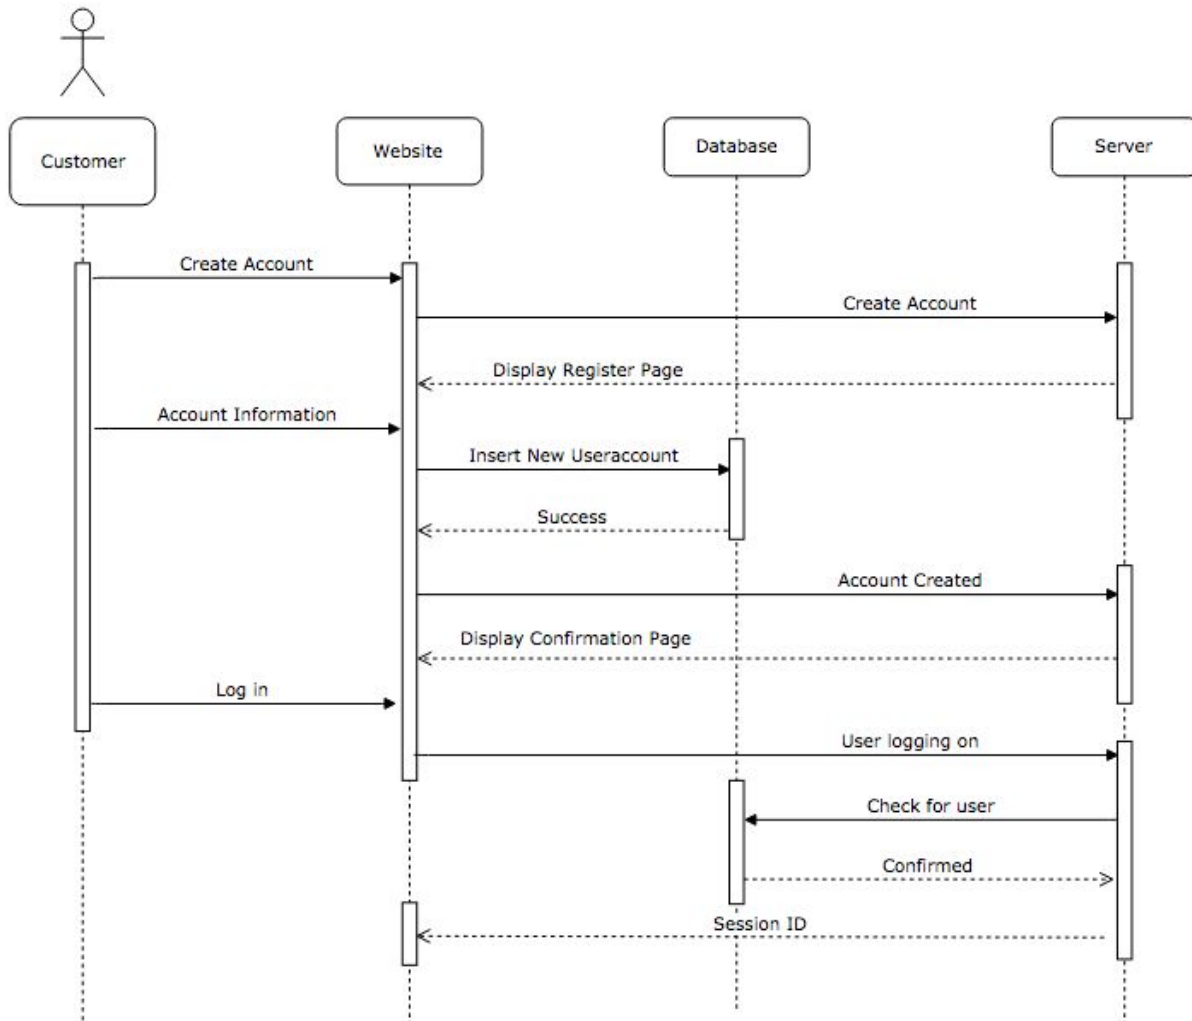 Customer
Website
Database
Server
Create Account
Create Account
Display Register Page
Account Information
Insert New Useraccount
Success
Account Created
Display Confirmation Page
Log in
User logging on
Check for user
Confirmed
Session ID